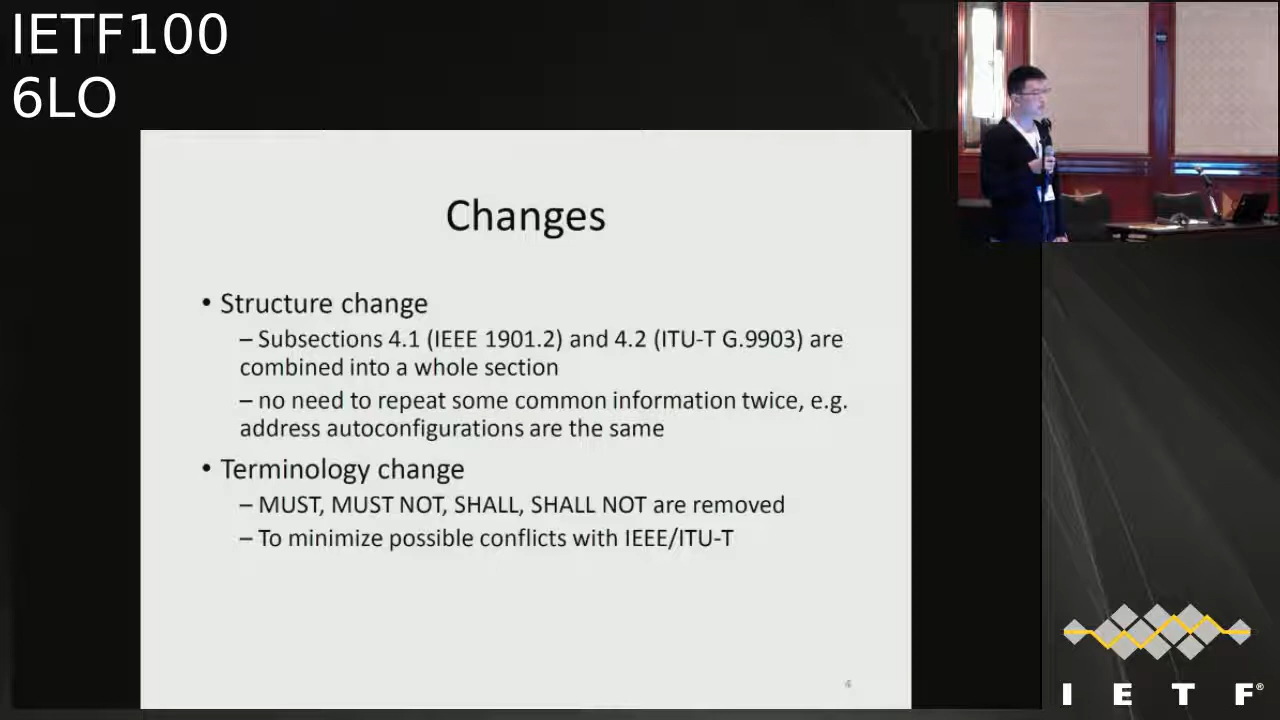 IETF100
6LO
Changes
• Structure change
– Subsections 4.1 (IEEE 1901.2) and 4.2 (ITU-T G.9903) are
combined into a whole section
– no need to repeat some common information twice, e.g.
address autoconfigurations are the same
• Terminology change
– MUST, MUST NOT, SHALL, SHALL NOT are removed
– To minimize possible conflicts with IEEE/ITU-T
I E T F®